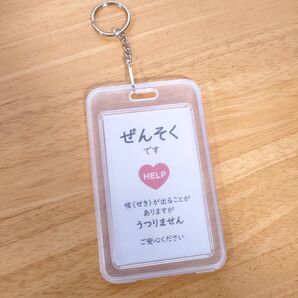 ぜんそく
です
HELP
咳（せき）が出ることが
ありますが
うつりません
ご安心ください